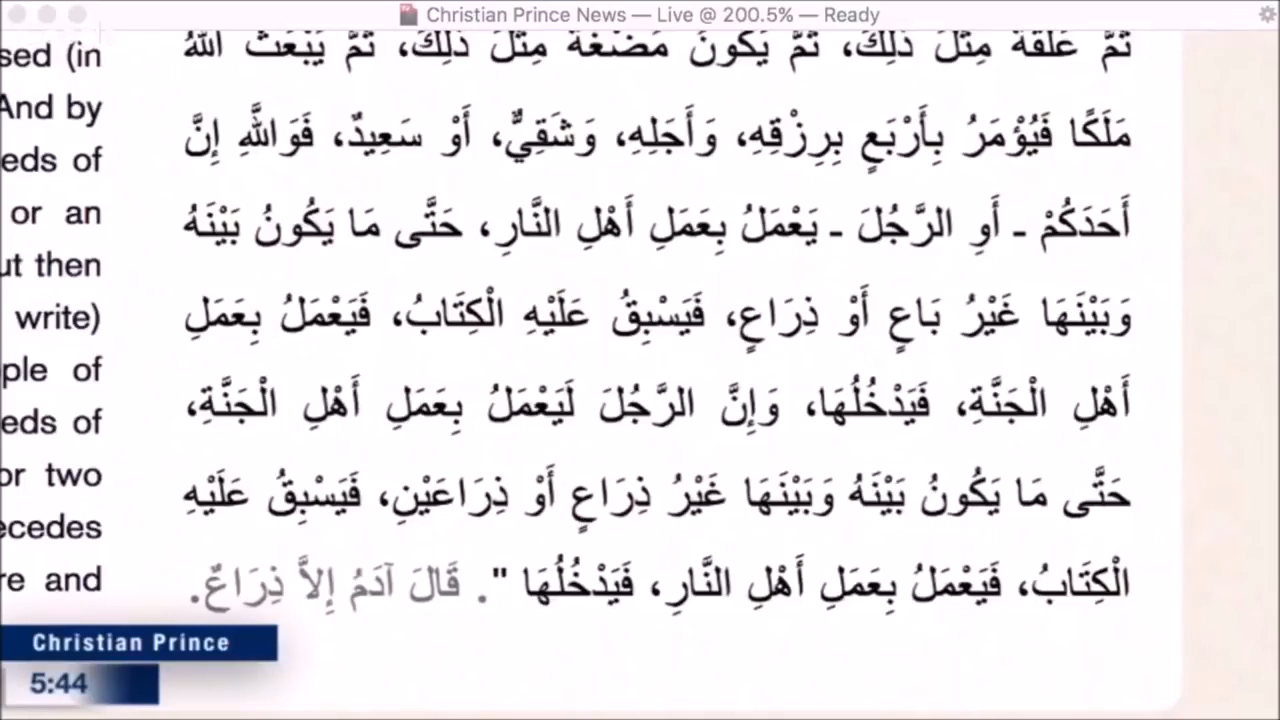 Christian Prince News — Live @ 200.5% — Ready
ثُمَّ عَلَقَةً مِثْلَ ذَلِكَ، ثُمَّ يَكُونُ مُضْغَةً مِثْلَ ذَلِكَ، ثُمَّ يَبْعَثُ اللَّهُ
مَلَكًا فَيُؤْمَرُ بِأَرْبَعٍ بِرِزْقِهِ، وَأَجَلِهِ، وَشَقِيٌّ، أَوْ سَعِيدٌ، فَوَاللَّهِ إِنَّ
أَحَدَكُمْ ـ أَوِ الرَّجُلَ ـ يَعْمَلُ بِعَمَلِ أَهْلِ النَّارِ، حَتَّى مَا يَكُونُ بَيْنَهُ
وَبَيْنَهَا غَيْرُ بَاعٍ أَوْ ذِرَاعٍ، فَيَسْبِقُ عَلَيْهِ الْكِتَابُ، فَيَعْمَلُ بِعَمَلِ
أَهْلِ الْجَنَّةِ، فَيَدْخُلُهَا، وَإِنَّ الرَّجُلَ لَيَعْمَلُ بِعَمَلِ أَهْلِ الْجَنَّةِ،
حَتَّى مَا يَكُونُ بَيْنَهُ وَبَيْنَهَا غَيْرُ ذِرَاعٍ أَوْ ذِرَاعَيْنِ، فَيَسْبِقُ عَلَيْهِ
الْكِتَابُ، فَيَعْمَلُ بِعَمَلِ أَهْلِ النَّارِ، فَيَدْخُلُهَا ‏"‏‏.‏ قَالَ آدَمُ إِلاَّ ذِرَاعٌ‏.‏
sed (in
And by
eds of
or an
ut then
write)
ple of
eds of
or two
ecedes
re and
Christian Prince
5:44